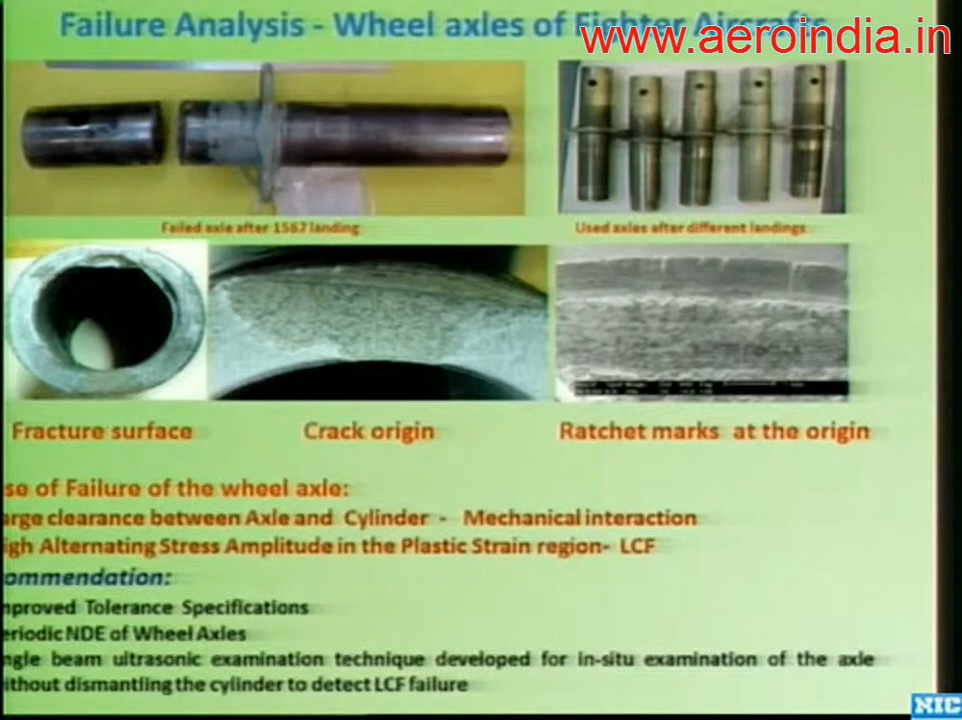 Failure Analysis - Wheel axles of Fighter Aircrafts
www.aeroindia.in
Failed axle after 1567 landing
Used axles after different landings
Fracture surface
Crack origin
Ratchet marks at the origin
se of Failure of the wheel axle:
arge clearance between Axle and Cylinder - Mechanical interaction
igh Alternating Stress Amplitude in the Plastic Strain region- LCF
ommendation:
mproved Tolerance Specifications
eriodic NDE of Wheel Axles
ngle beam ultrasonic examination technique developed for in-situ examination of the axle
ithout dismantling the cylinder to detect LCF failure
NIC